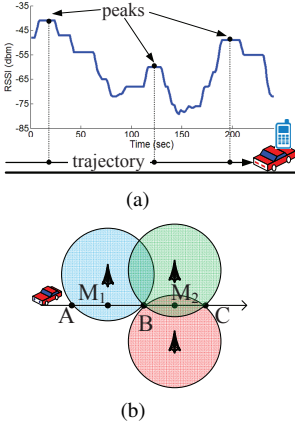 peaks
RSSI (dbm)
-35
-45
-55
-65
-75
-85
0
50
100
150
200
Time (sec)
trajectory
(a)
M1
M2
A
B
C
(b)